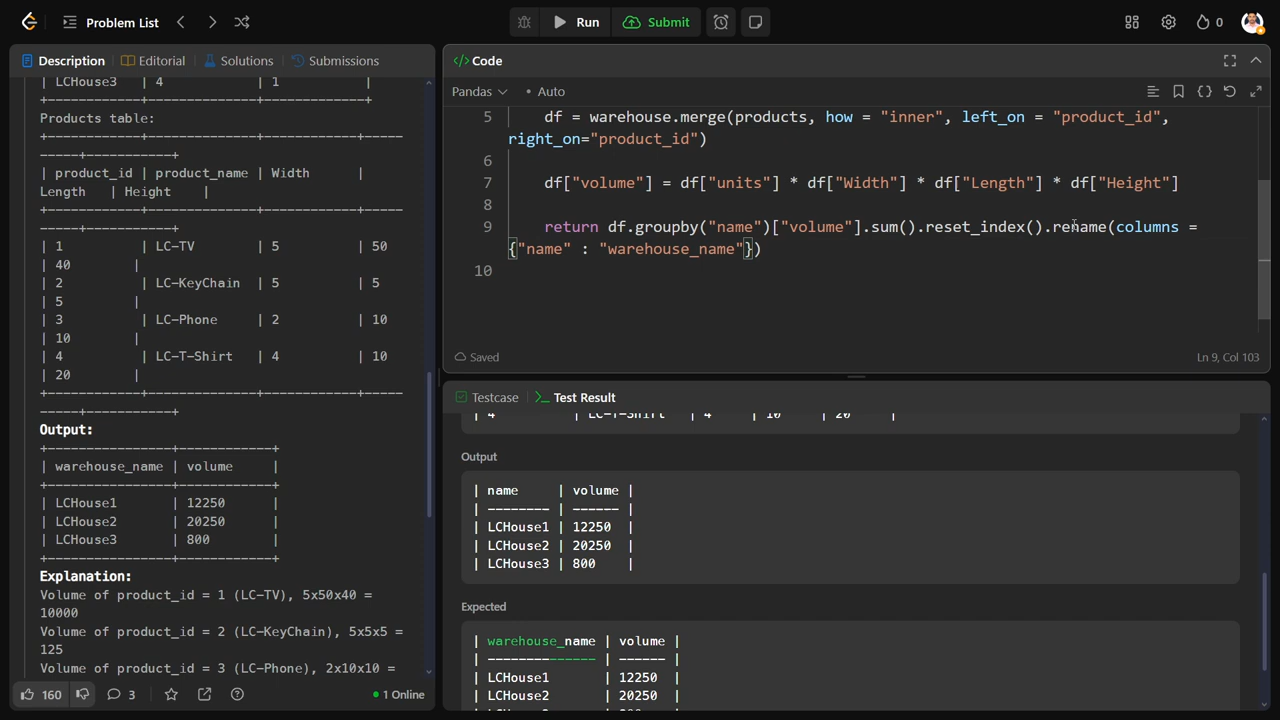 Problem List
Run
Submit
0
Description
Editorial
Solutions
Submissions
| LCHouse3   | 4              | 1            |
+------------+--------------+-------------+
Products table:
+------------+--------------+------------+-----
-----+-----------+
| product_id | product_name | Width      |
Length   | Height    |
+------------+--------------+------------+-----
-----+-----------+
| 1          | LC-TV        | 5          | 50
| 40        |
| 2          | LC-KeyChain  | 5          | 5
| 5         |
| 3          | LC-Phone     | 2          | 10
| 10        |
| 4          | LC-T-Shirt   | 4          | 10
| 20        |
+------------+--------------+------------+-----
-----+-----------+
Output:
+----------------+------------+
| warehouse_name | volume     |
+----------------+------------+
| LCHouse1       | 12250      |
| LCHouse2       | 20250      |
| LCHouse3       | 800        |
+----------------+------------+
Explanation:
Volume of product_id = 1 (LC-TV), 5x50x40 =
10000
Volume of product_id = 2 (LC-KeyChain), 5x5x5 =
125
Volume of product_id = 3 (LC-Phone), 2x10x10 =
160
3
1 Online
</> Code
Pandas
Auto
5 df = warehouse.merge(products, how = "inner", left_on = "product_id",
right_on="product_id")
6
7 df["volume"] = df["units"] * df["Width"] * df["Length"] * df["Height"]
8
9 return df.groupby("name")["volume"].sum().reset_index().rename(columns =
{"name" : "warehouse_name"})
10
Saved
Ln 9, Col 103
Testcase
>_ Test Result
| 4          | LC-T-Shirt   | 4     | 10     | 20     |
Output
| name     | volume |
| -------- | ------ |
| LCHouse1 | 12250  |
| LCHouse2 | 20250  |
| LCHouse3 | 800    |
Expected
| warehouse_name | volume |
| -------------- | ------ |
| LCHouse1       | 12250  |
| LCHouse2       | 20250  |